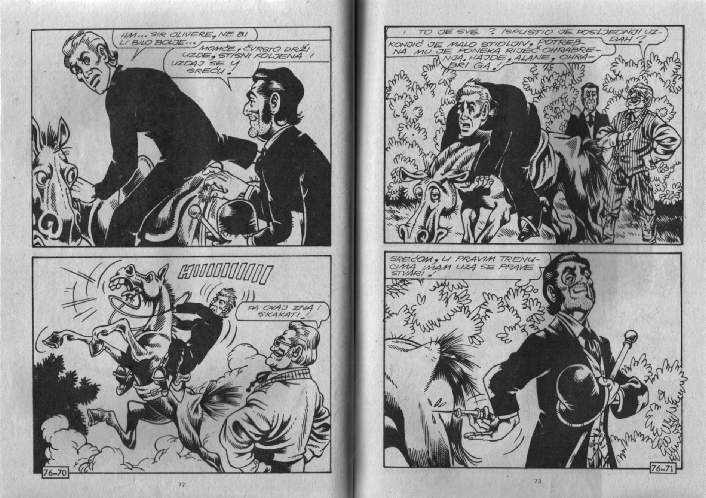 HM... SIR OLIVERE, NE BI
LI BILO BOLJE...
MOMČE, ČVRSTO DRŽI
UZDE, STISNI KOLJENA I
UZDAJ SE U
SREĆU!
HIIIIIIIIIII
PA OVAJ ZNA I
SKAKATI!
76-70
72
I TO JE SVE? ISPUSTIO JE POSLJEDNJI UZ-
DAH!
KONJIĆ JE MALO STIDLJIV, POTREB-
NA MU JE PONEKA RIJEČ OHRABRE-
NJA, HAJDE, ALANE, OHRA-
BRI GA!
SREĆOM, U PRAVIM TRENU-
CIMA IMAM UZA SE PRAVE
STVARI!
76-71
73